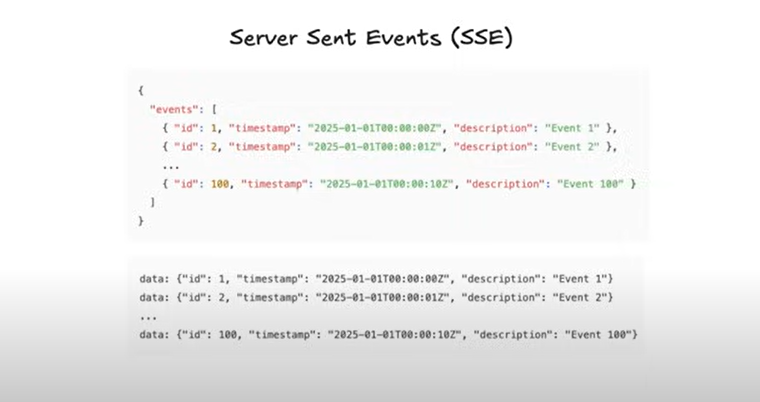 Server Sent Events (SSE)
{
"events": [
{ "id": 1, "timestamp": "2025-01-01T00:00:00Z", "description": "Event 1" },
{ "id": 2, "timestamp": "2025-01-01T00:00:01Z", "description": "Event 2" },
...
{ "id": 100, "timestamp": "2025-01-01T00:00:10Z", "description": "Event 100" }
]
}
data: {"id": 1, "timestamp": "2025-01-01T00:00:00Z", "description": "Event 1"}
data: {"id": 2, "timestamp": "2025-01-01T00:00:01Z", "description": "Event 2"}
...
data: {"id": 100, "timestamp": "2025-01-01T00:00:10Z", "description": "Event 100"}